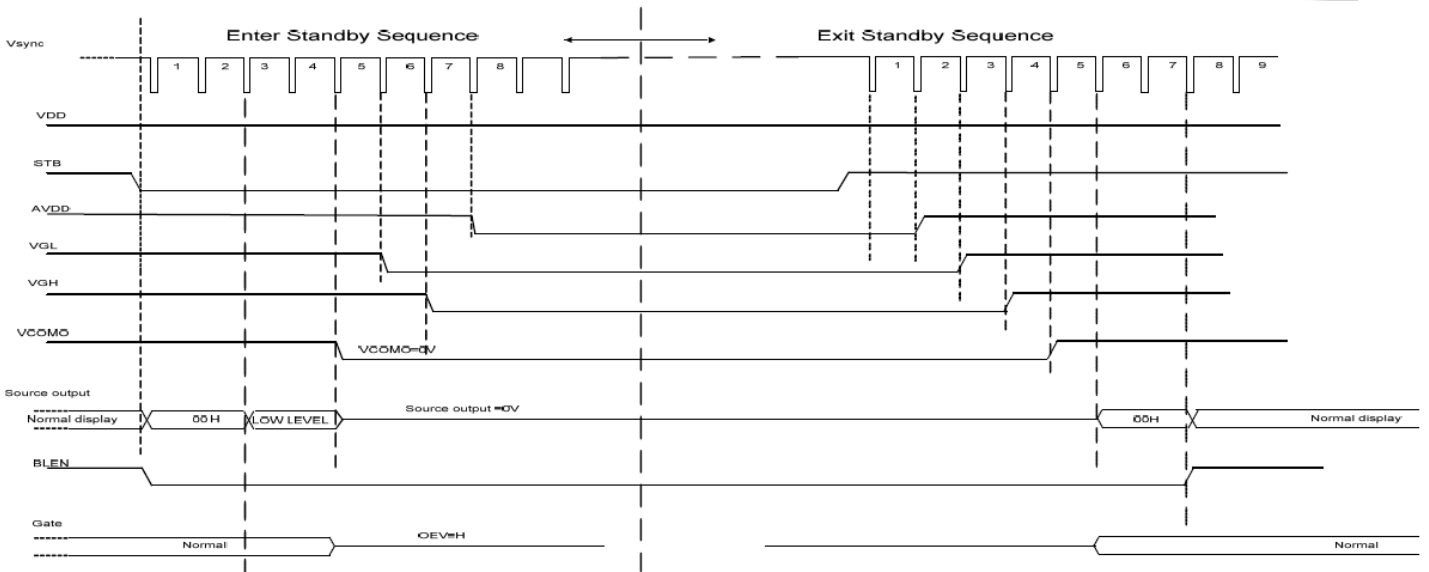 Enter Standby Sequence
Exit Standby Sequence
Vsync
1 2 3 4 5 6 7 8
1 2 3 4 5 6 7 8 9
VDD
STB
AVDD
VGL
VGH
VCOMO
VCOMO=0V
Source output
Normal display
00H
LOW LEVEL
Source output =0V
00H
Normal display
BLEN
Gate
Normal
OEV=H
Normal